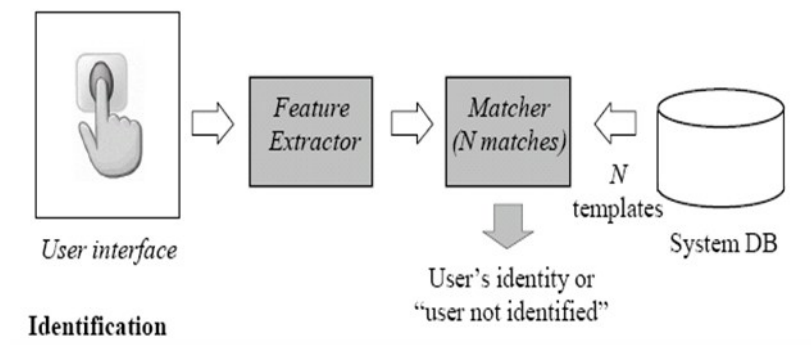 Feature
Extractor
Matcher
(N matches)
N
templates
User interface
System DB
User's identity or
“user not identified”
Identification